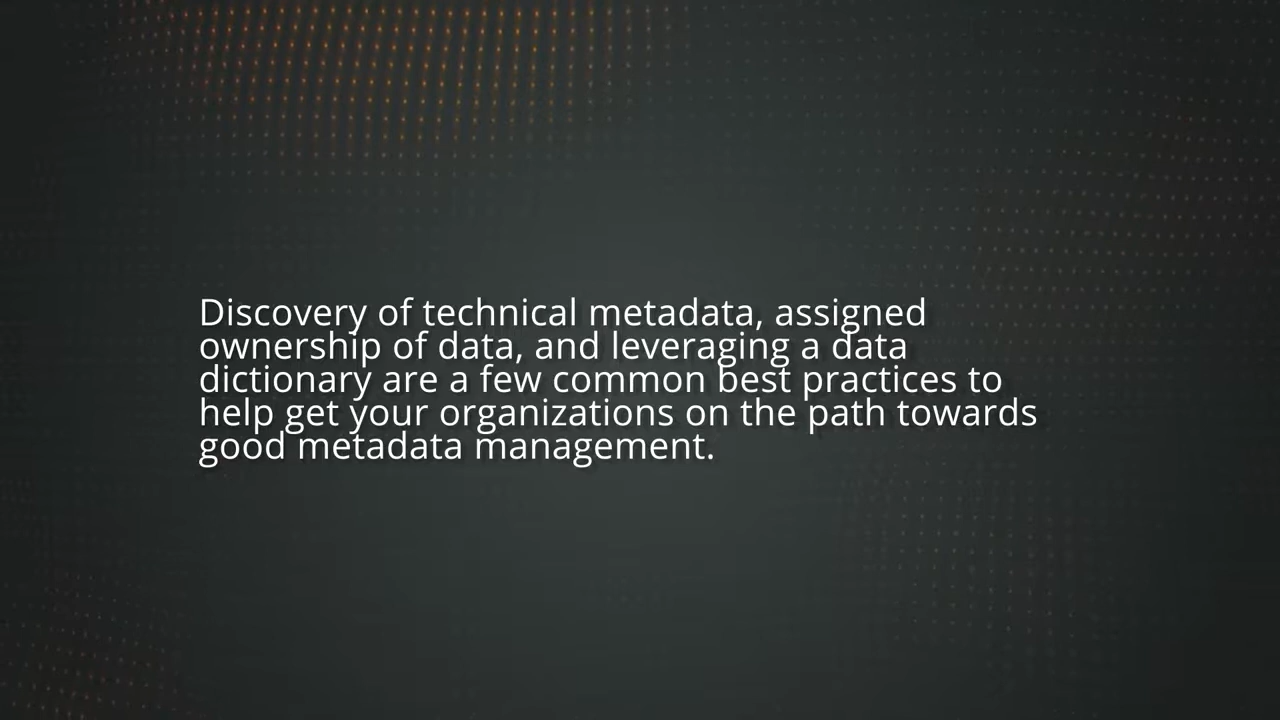 Discovery of technical metadata, assigned
ownership of data, and leveraging a data
dictionary are a few common best practices to
help get your organizations on the path towards
good metadata management.